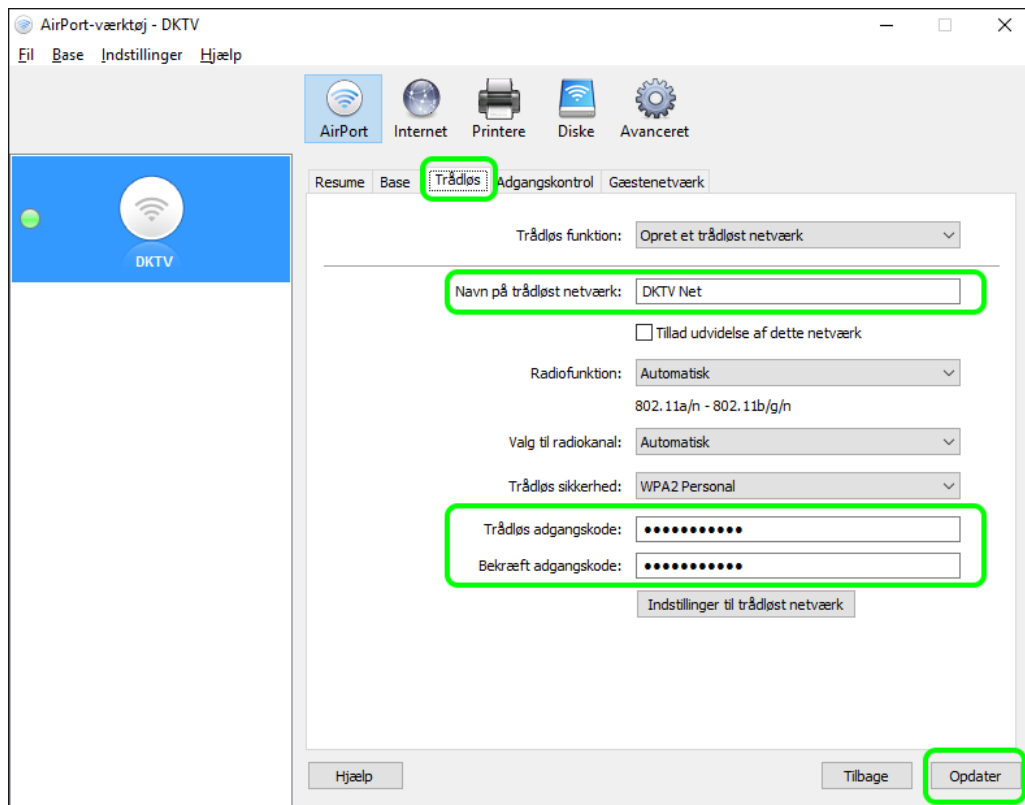 AirPort-værktøj - DKTV
Fil Base Indstillinger Hjælp
AirPort Internet Printere Diske Avanceret
Resume Base Trådløs Adgangskontrol Gæstenetværk
DKTV
Trådløs funktion: Opret et trådløst netværk
Navn på trådløst netværk: DKTV Net
Tillad udvidelse af dette netværk
Radiofunktion: Automatisk
802.11a/n - 802.11b/g/n
Valg til radiokanal: Automatisk
Trådløs sikkerhed: WPA2 Personal
Trådløs adgangskode: •••••••••••
Bekræft adgangskode: •••••••••••
Indstillinger til trådløst netværk
Hjælp Tilbage Opdater